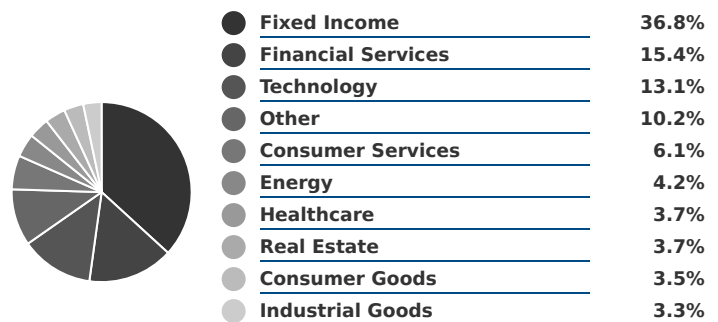 Fixed Income 36.8%
Financial Services 15.4%
Technology 13.1%
Other 10.2%
Consumer Services 6.1%
Energy 4.2%
Healthcare 3.7%
Real Estate 3.7%
Consumer Goods 3.5%
Industrial Goods 3.3%